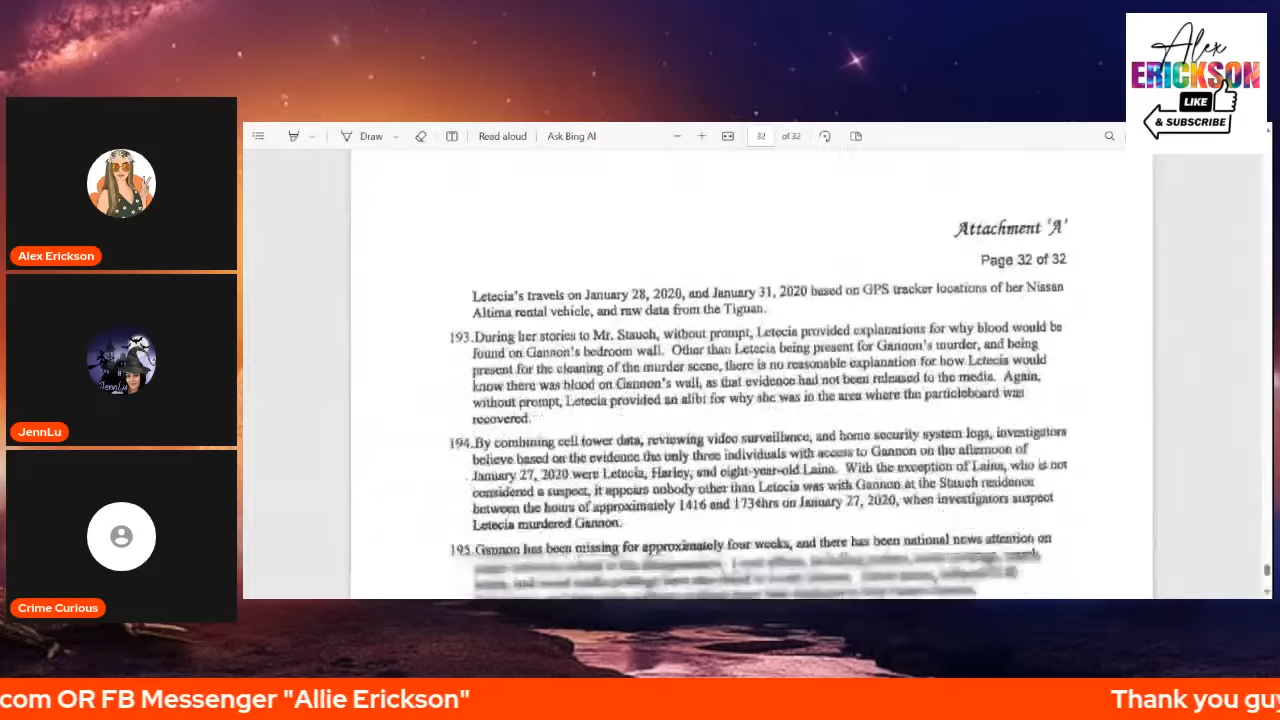 Alex
ERICKSON
LIKE
& SUBSCRIBE
Draw
Read aloud
Ask Bing AI
32
of 32
Attachment 'A'
Page 32 of 32
Letecia's travels on January 28, 2020, and January 31, 2020 based on GPS tracker locations of her Nissan
Altima rental vehicle, and raw data from the Tiguan.
193.During her stories to Mr. Stauch, without prompt, Letecia provided explanations for why blood would be
found on Gannon's bedroom wall. Other than Letecia being present for Gannon's murder, and being
present for the cleaning of the murder scene, there is no reasonable explanation for how Letecia would
know there was blood on Gannon's wall, as that evidence had not been released to the media. Again,
without prompt, Letecia provided an alibi for why she was in the area where the particleboard was
recovered.
194.By combining cell tower data, reviewing video surveillance, and home security system logs, investigators
believe based on the evidence the only three individuals with access to Gannon on the afternoon of
January 27, 2020 were Letecia, Harley, and eight-year-old Laina. With the exception of Laina, who is not
considered a suspect, it appears nobody other than Letecia was with Gannon at the Stauch residence
between the hours of approximately 1416 and 1734hrs on January 27, 2020, when investigators suspect
Letecia murdered Gannon.
195.Gannon has been missing for approximately four weeks, and there has been national news attention on
Alex Erickson
JennLu
JennLu
Crime Curious
com OR FB Messenger "Allie Erickson"
Thank you guy